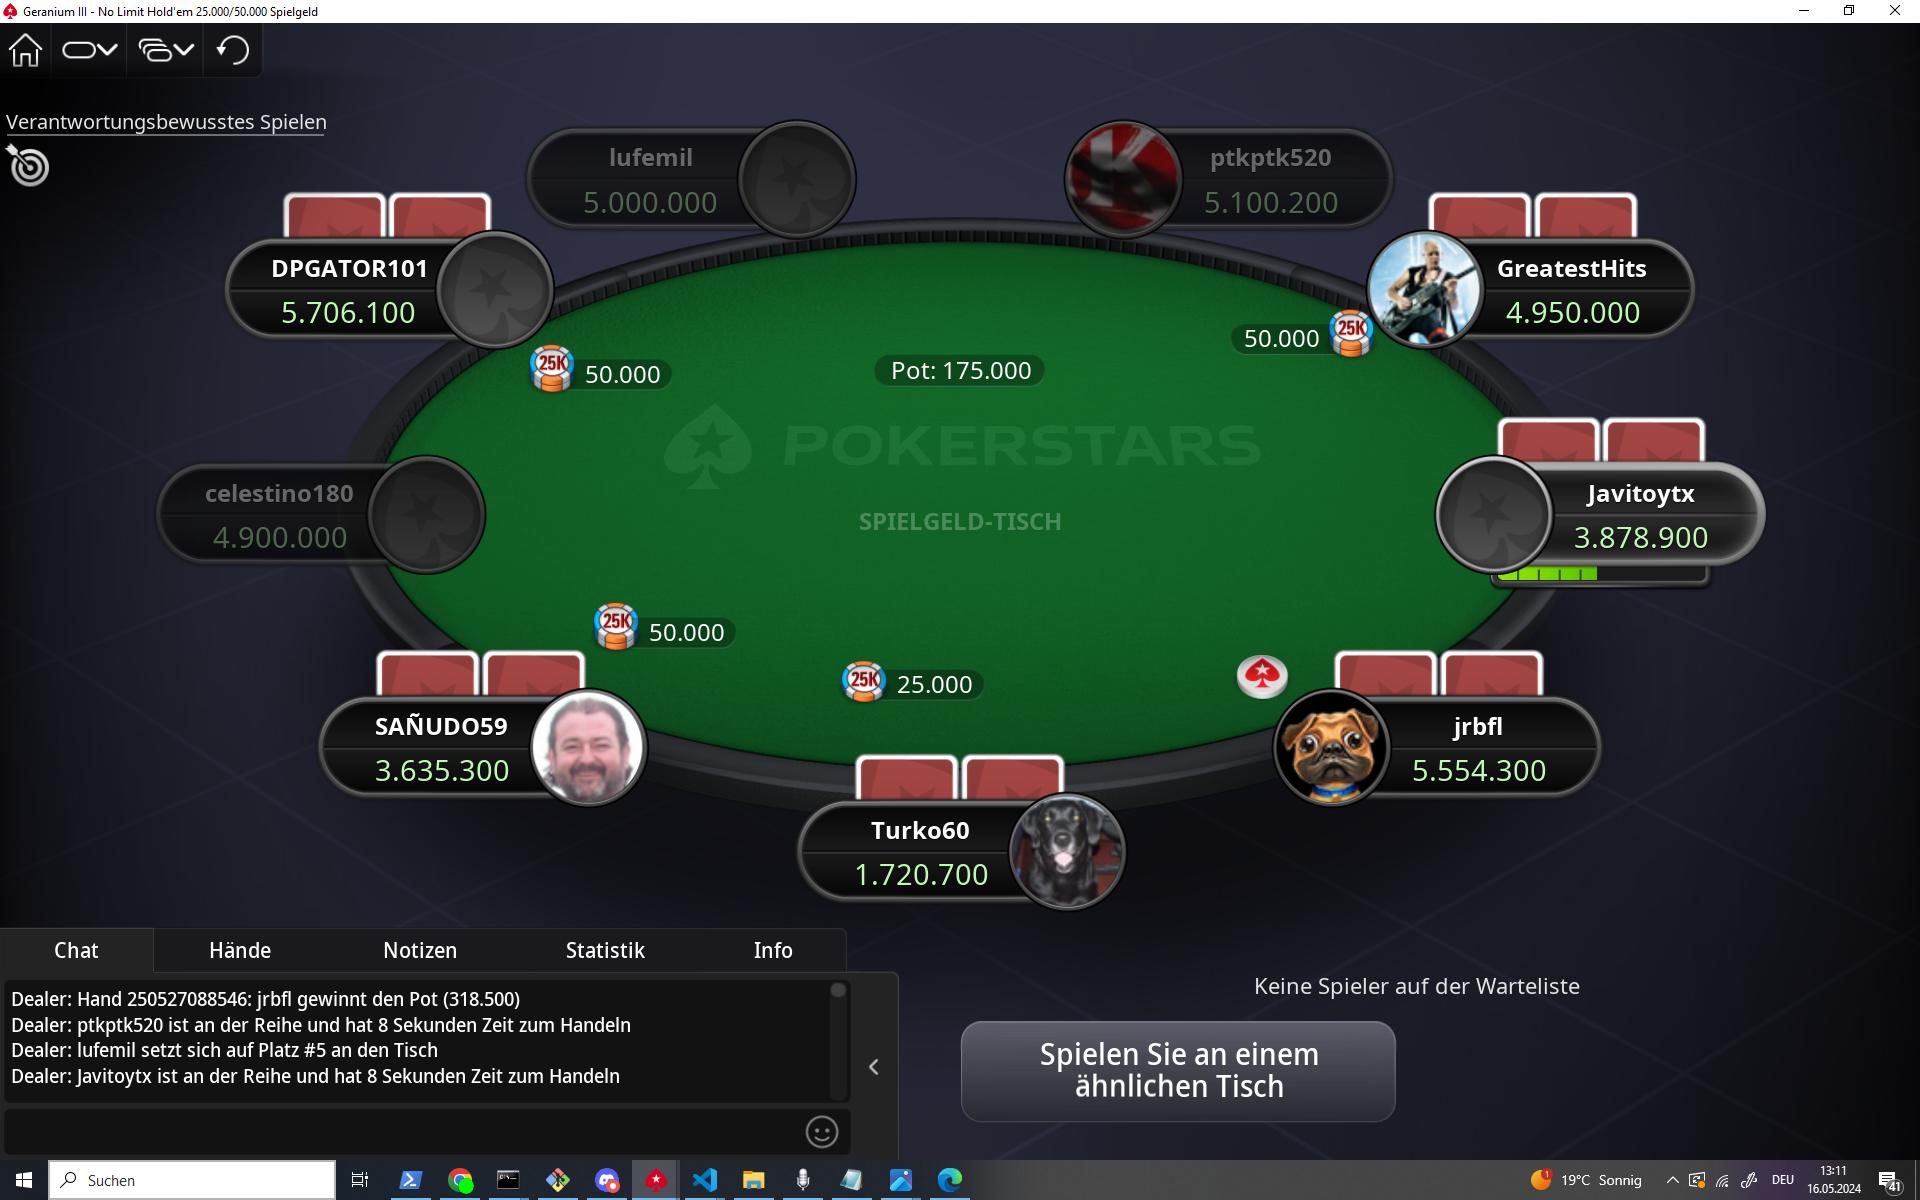 Geranium III - No Limit Hold'em 25.000/50.000 Spielgeld
Verantwortungsbewusstes Spielen
lufemil
5.000.000
ptkptk520
5.100.200
DPGATOR101
5.706.100
GreatestHits
4.950.000
25K 50.000
50.000 25K
Pot: 175.000
POKERSTARS
SPIELGELD-TISCH
celestino180
4.900.000
Javitoytx
3.878.900
25K 50.000
25K 25.000
SAÑUDO59
3.635.300
jrbfl
5.554.300
Turko60
1.720.700
Chat Hände Notizen Statistik Info
Dealer: Hand 250527088546: jrbfl gewinnt den Pot (318.500)
Dealer: ptkptk520 ist an der Reihe und hat 8 Sekunden Zeit zum Handeln
Dealer: lufemil setzt sich auf Platz #5 an den Tisch
Dealer: Javitoytx ist an der Reihe und hat 8 Sekunden Zeit zum Handeln
Keine Spieler auf der Warteliste
Spielen Sie an einem
ähnlichen Tisch
Suchen
1
19°C Sonnig
DEU
13:11
16.05.2024
41